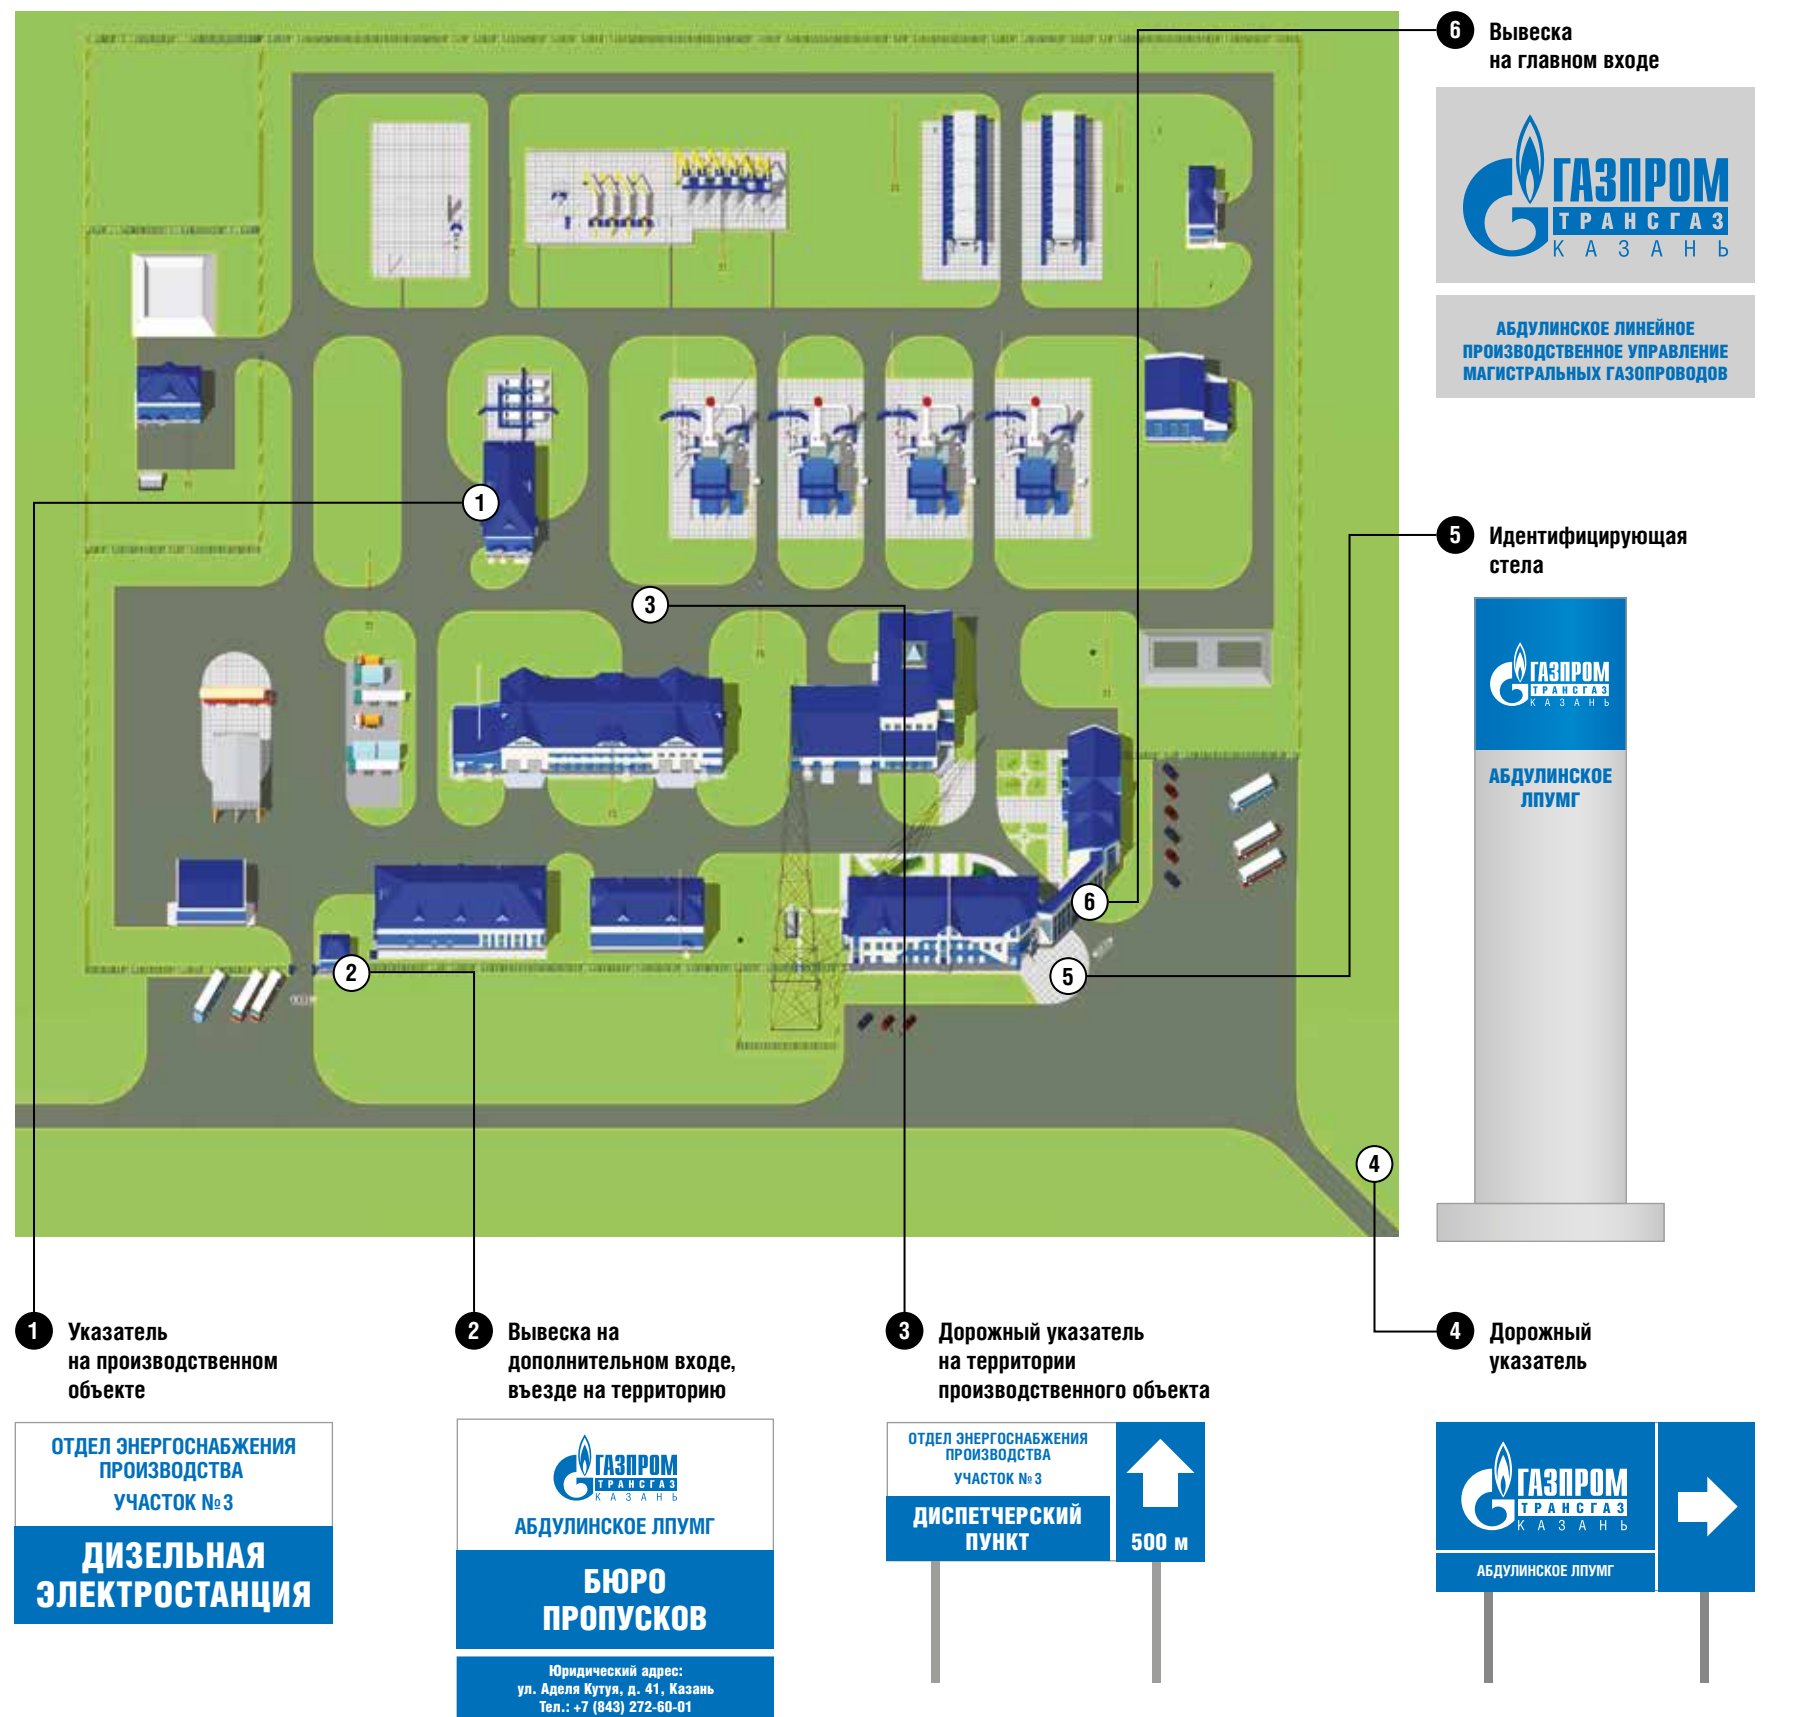 6
Вывеска
на главном входе
ГАЗПРОМ
ТРАНСГАЗ
КАЗАНЬ
АБДУЛИНСКОЕ ЛИНЕЙНОЕ
ПРОИЗВОДСТВЕННОЕ УПРАВЛЕНИЕ
МАГИСТРАЛЬНЫХ ГАЗОПРОВОДОВ
5
Идентифицирующая
стела
ГАЗПРОМ
ТРАНСГАЗ
КАЗАНЬ
АБДУЛИНСКОЕ
ЛПУМГ
1
3
6
2
5
4
1
Указатель
на производственном
объекте
ОТДЕЛ ЭНЕРГОСНАБЖЕНИЯ
ПРОИЗВОДСТВА
УЧАСТОК №3
ДИЗЕЛЬНАЯ
ЭЛЕКТРОСТАНЦИЯ
2
Вывеска на
дополнительном входе,
въезде на территорию
ГАЗПРОМ
ТРАНСГАЗ
КАЗАНЬ
АБДУЛИНСКОЕ ЛПУМГ
БЮРО
ПРОПУСКОВ
Юридический адрес:
ул. Аделя Кутуя, д. 41, Казань
Тел.: +7 (843) 272-60-01
3
Дорожный указатель
на территории
производственного объекта
ОТДЕЛ ЭНЕРГОСНАБЖЕНИЯ
ПРОИЗВОДСТВА
УЧАСТОК №3
ДИСПЕТЧЕРСКИЙ
ПУНКТ
500 м
4
Дорожный
указатель
ГАЗПРОМ
ТРАНСГАЗ
КАЗАНЬ
АБДУЛИНСКОЕ ЛПУМГ